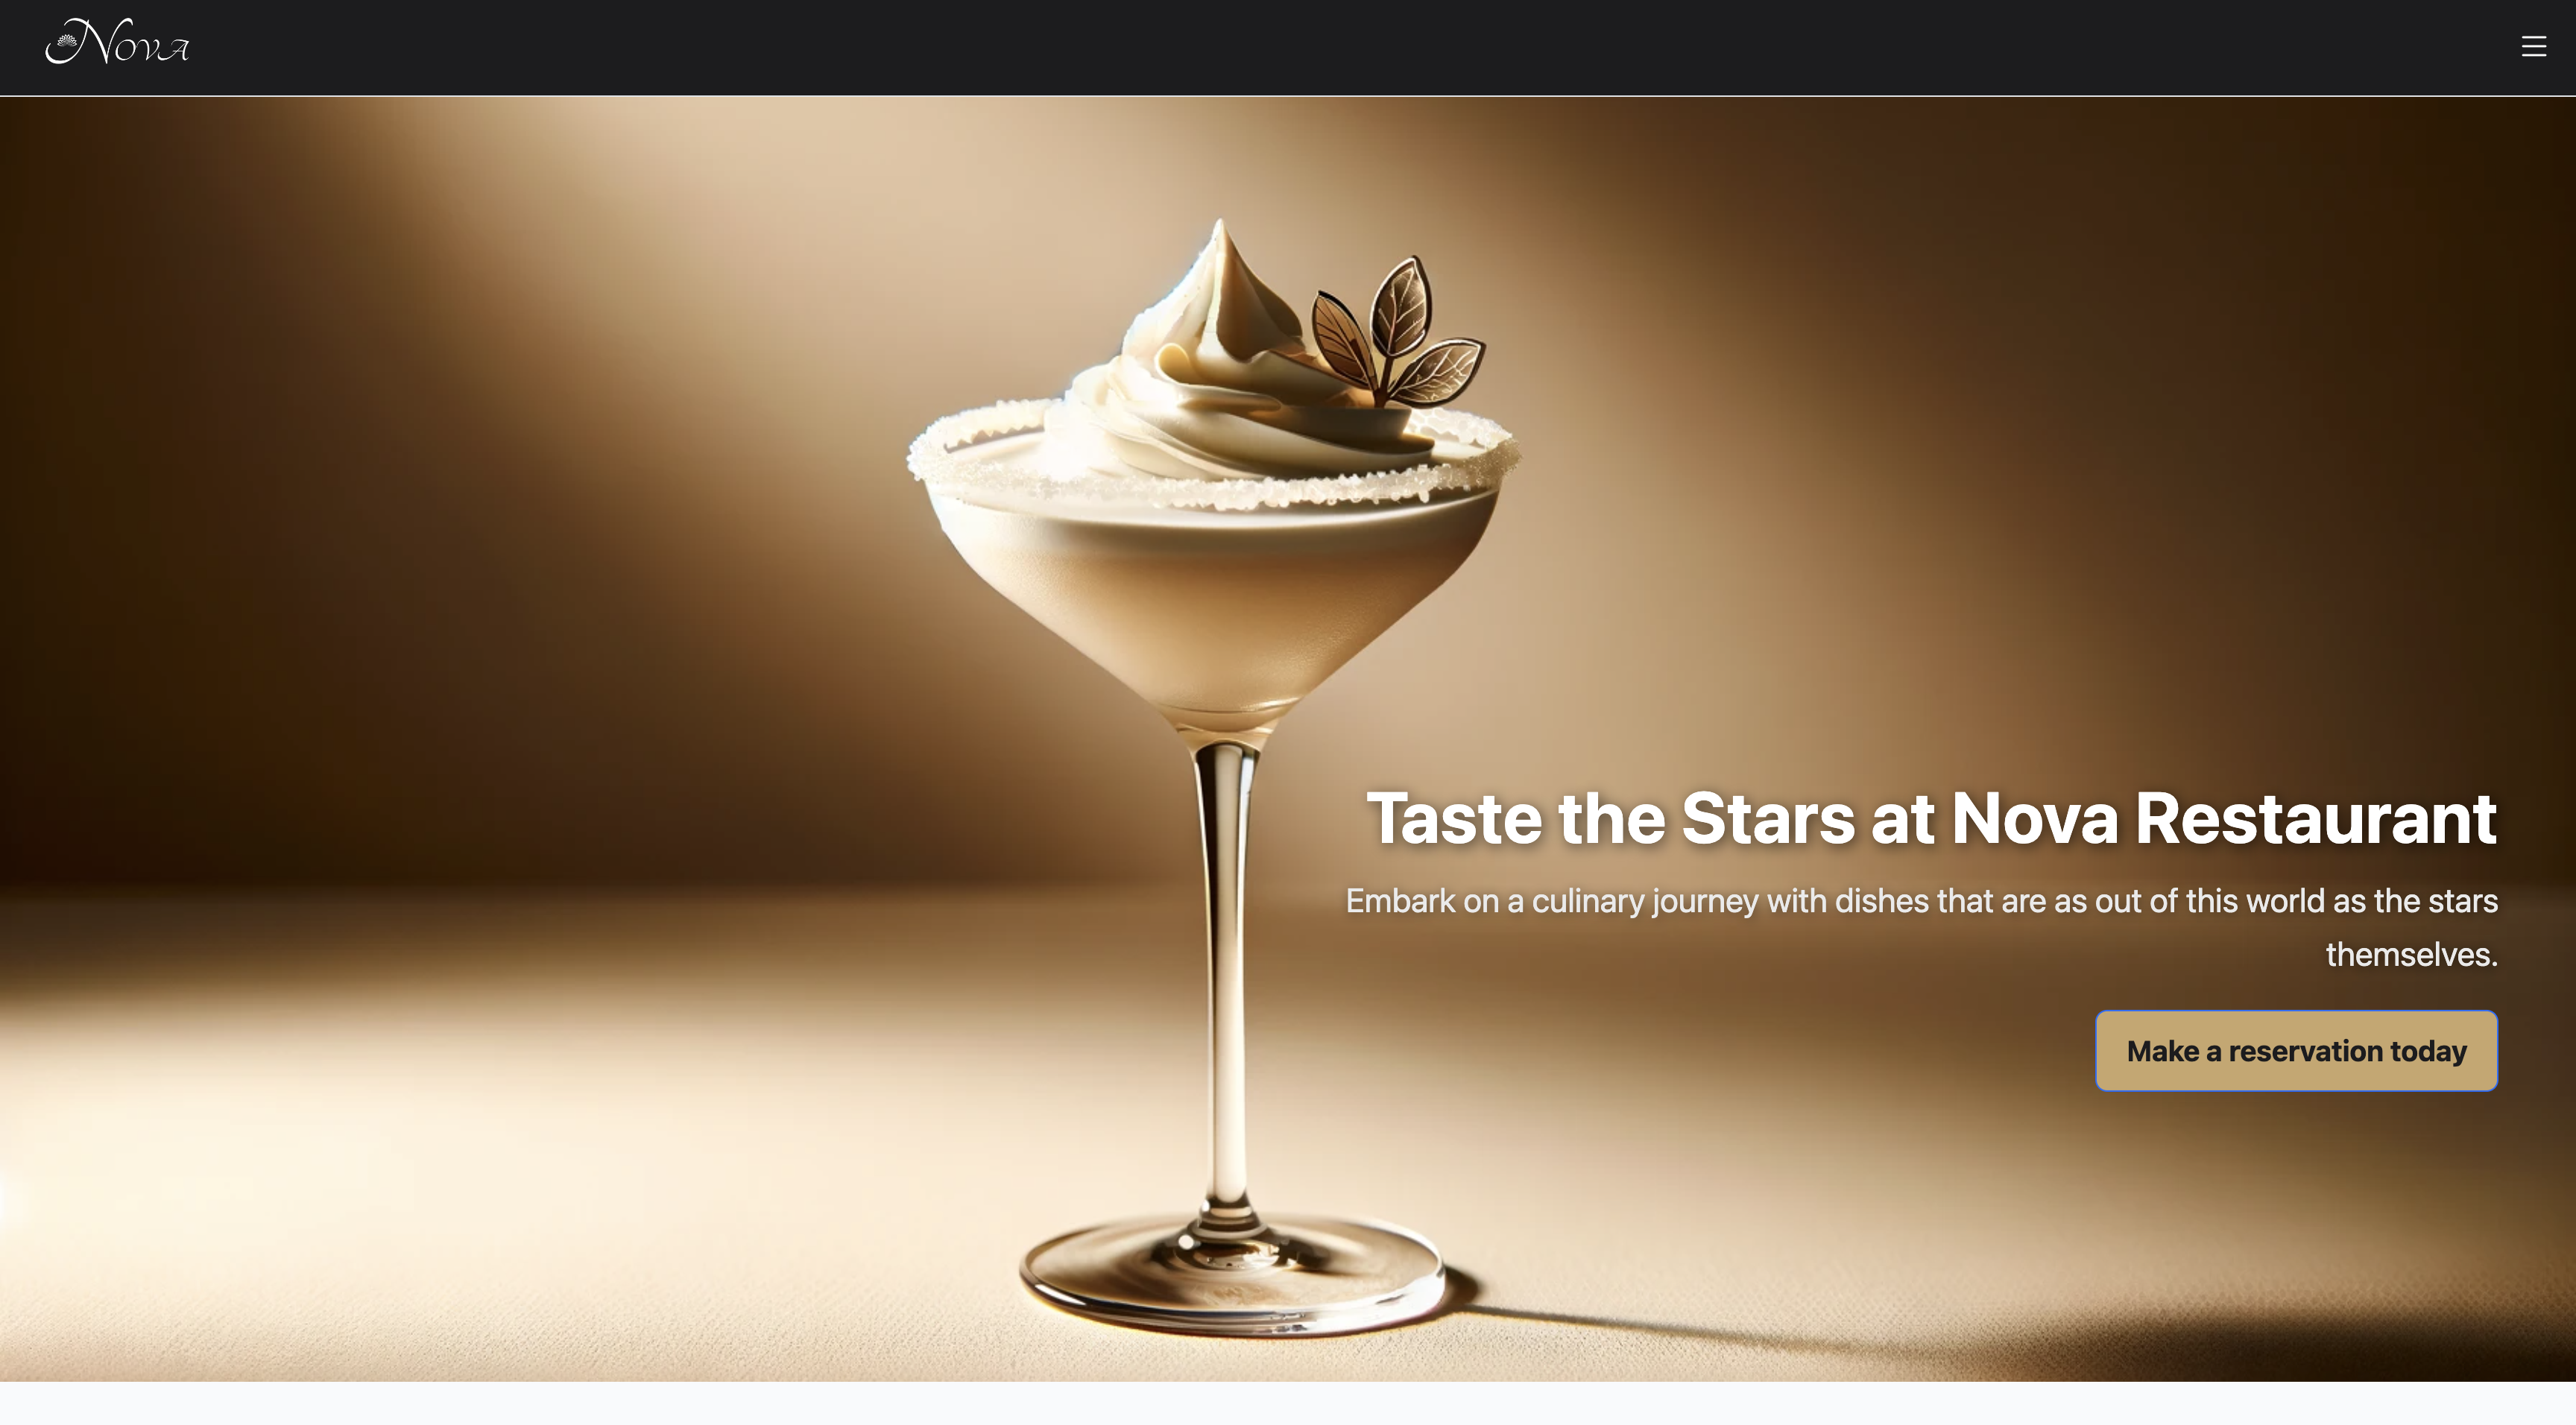 Nova
Taste the Stars at Nova Restaurant
Embark on a culinary journey with dishes that are as out of this world as the stars
themselves.
Make a reservation today